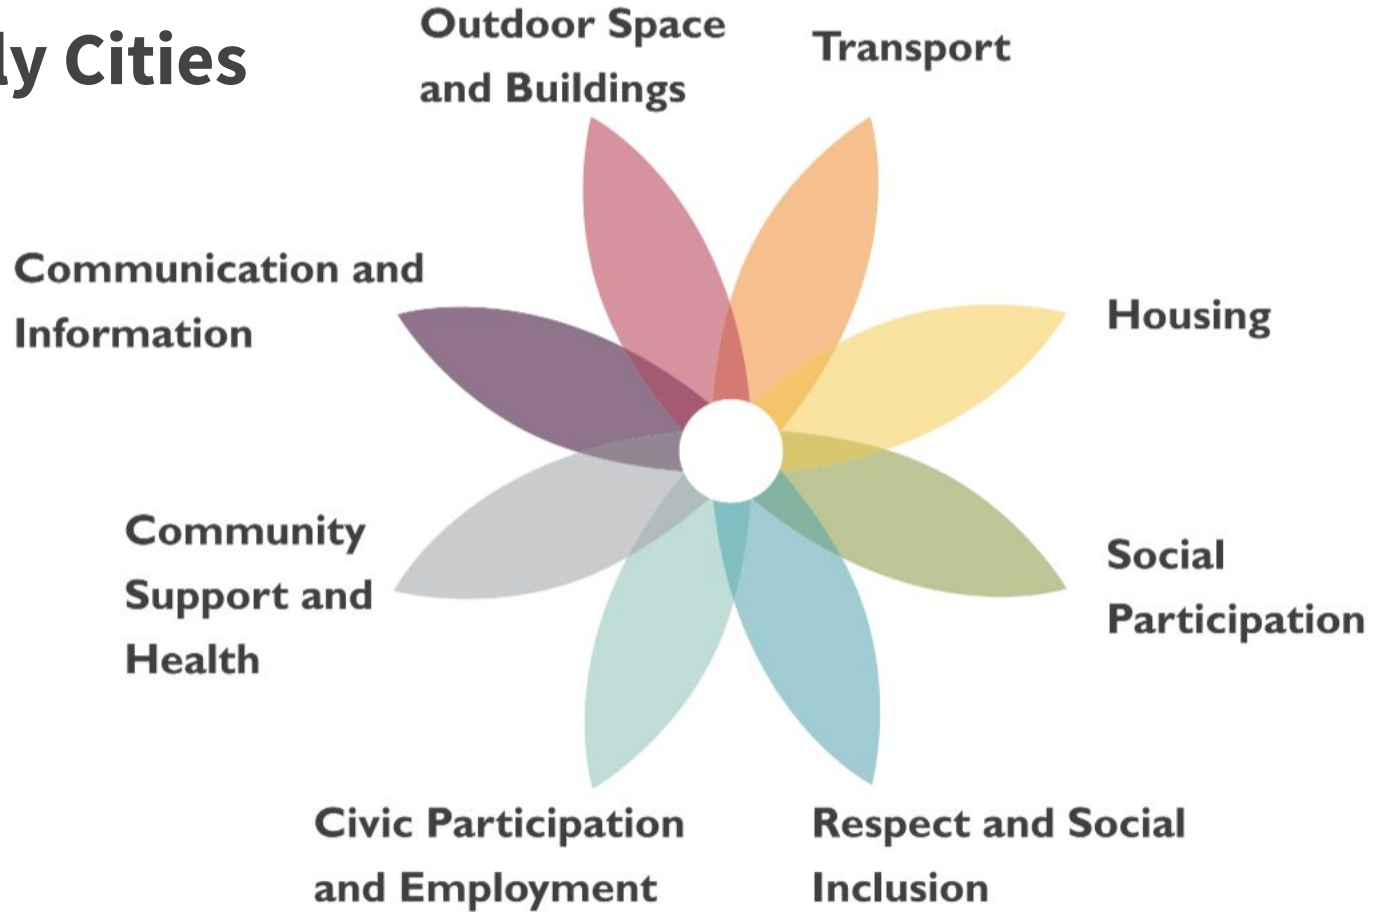 ly Cities
Outdoor Space
and Buildings
Transport
Housing
Social
Participation
Respect and Social
Inclusion
Civic Participation
and Employment
Community
Support and
Health
Communication and
Information